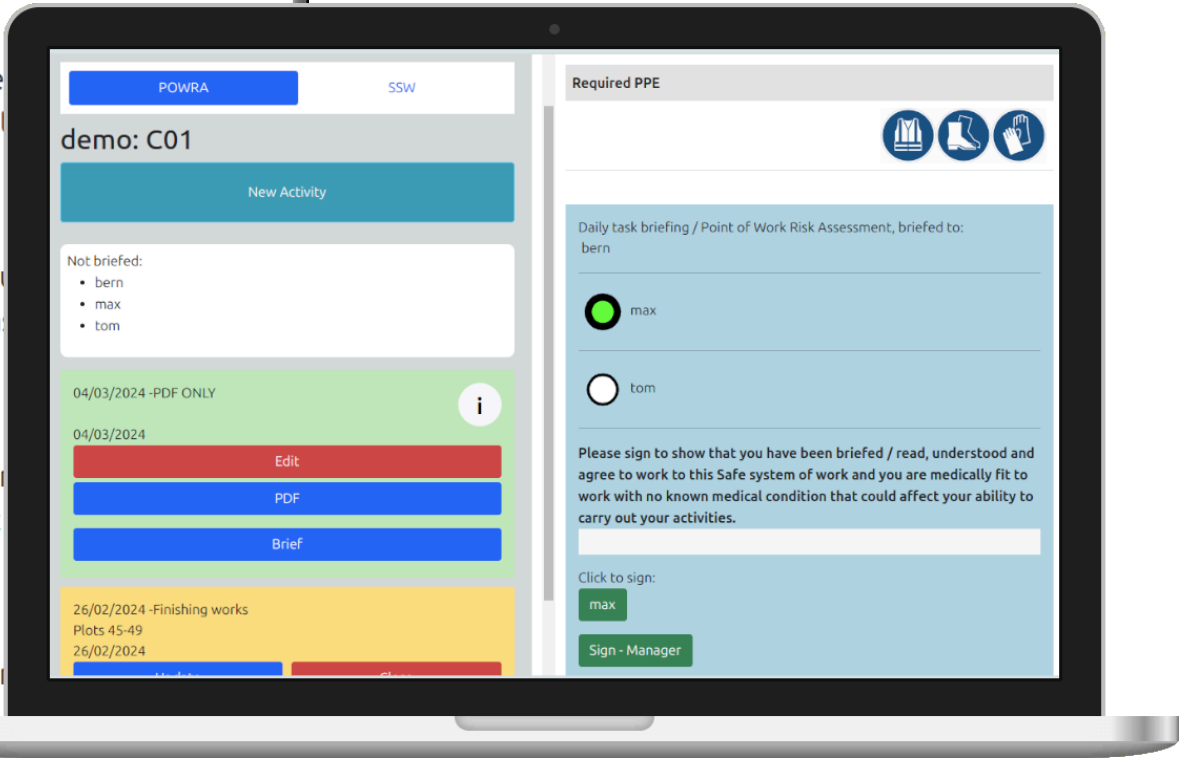 POWRA
SSW
demo: C01
New Activity
Not briefed:
bern
max
tom
04/03/2024 -PDF ONLY
i
04/03/2024
Edit
PDF
Brief
26/02/2024 -Finishing works
Plots 45-49
26/02/2024
Required PPE
Daily task briefing / Point of Work Risk Assessment, briefed to:
bern
max
tom
Please sign to show that you have been briefed / read, understood and
agree to work to this Safe system of work and you are medically fit to
work with no known medical condition that could affect your ability to
carry out your activities.
Click to sign:
max
Sign - Manager